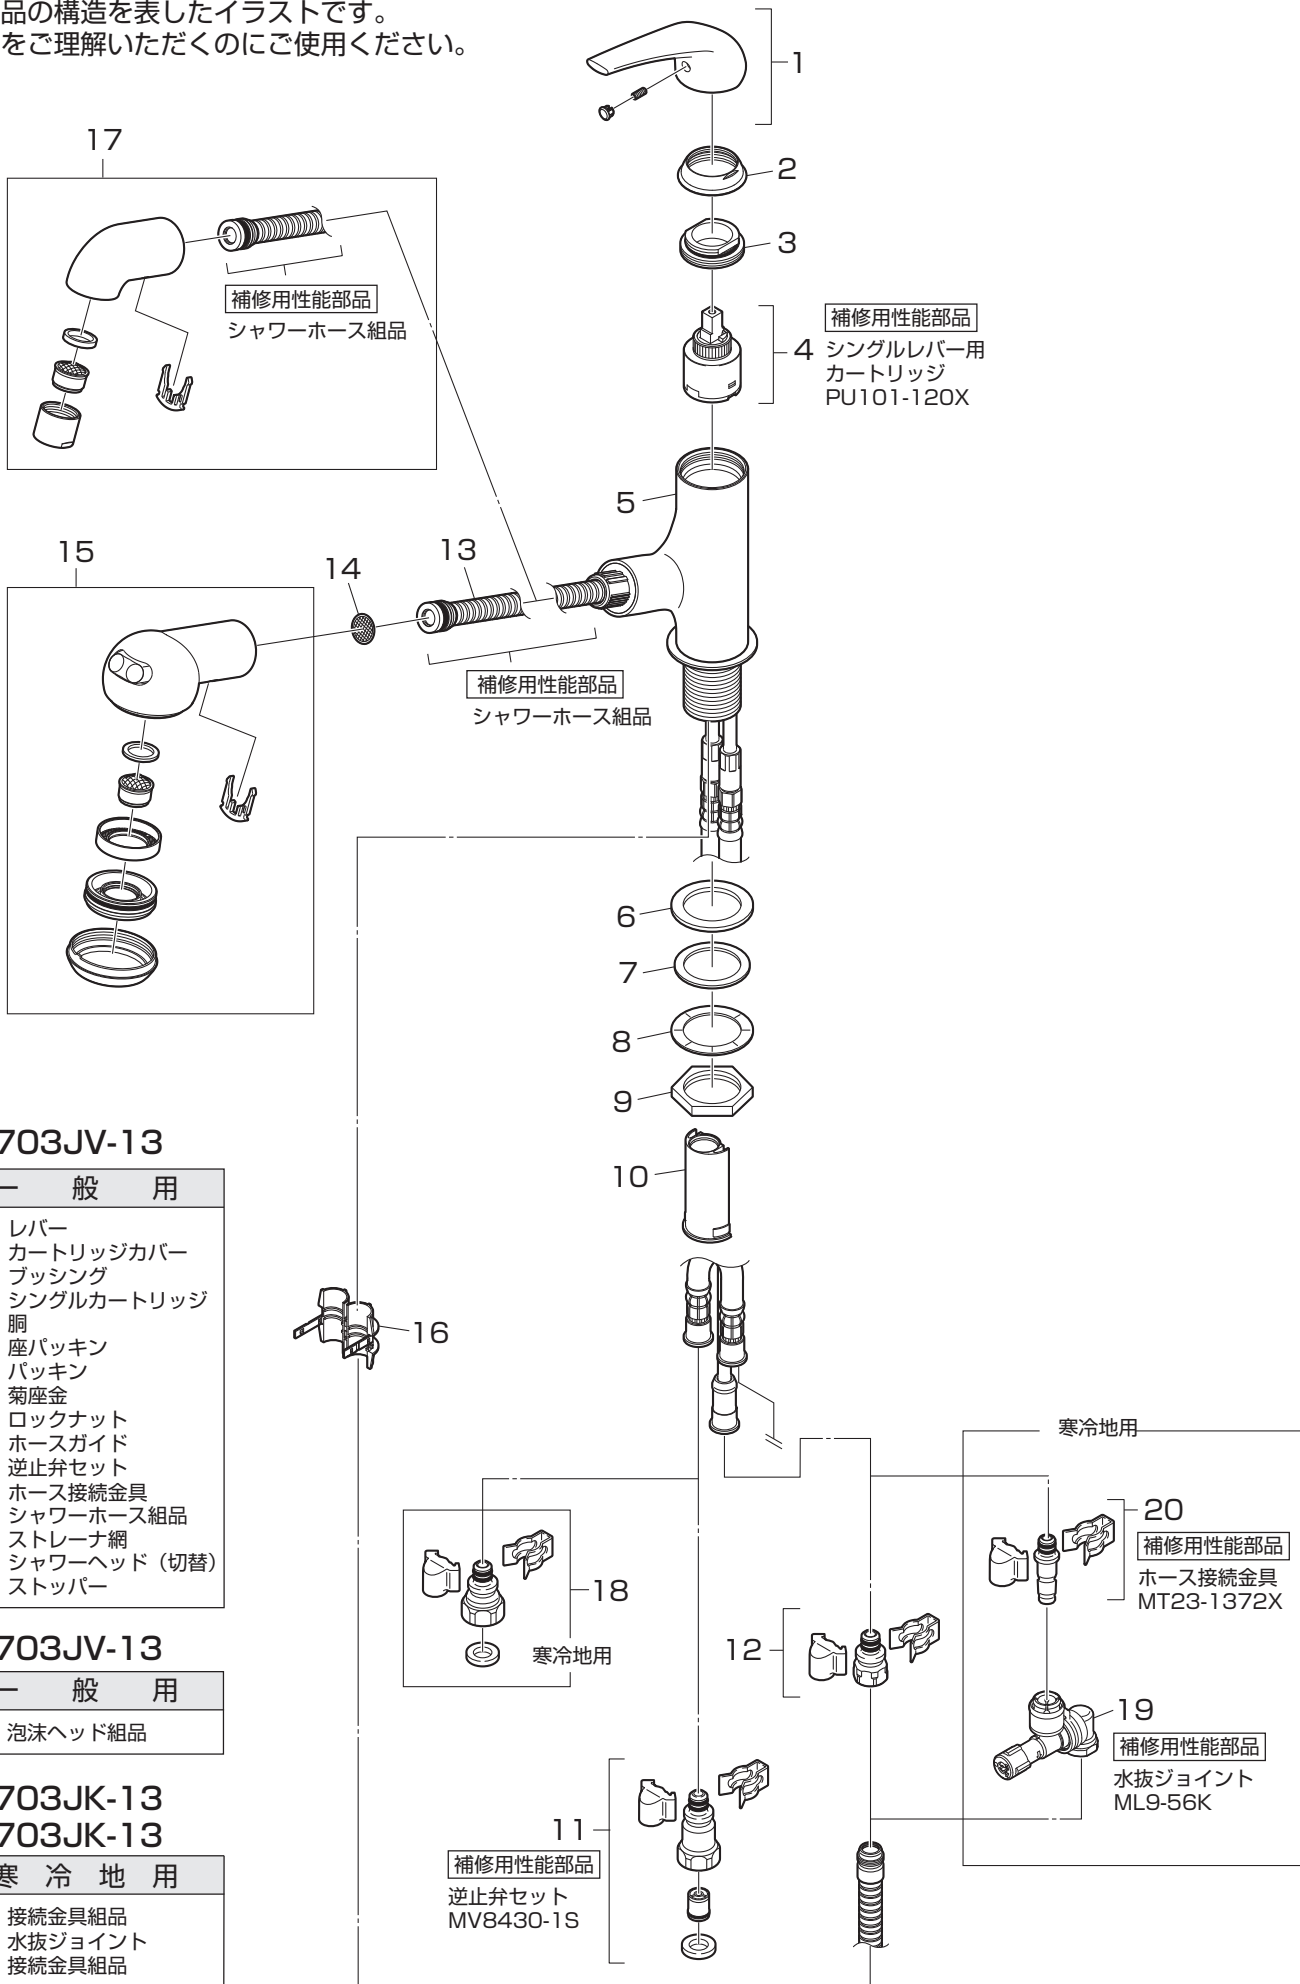 品の構造を表したイラストです。
をご理解いただくのにご使用ください。
1
2
3
4
補修用性能部品
シングルレバー用
カートリッジ
PU101-120X
17
補修用性能部品
シャワーホース組品
5
15
14
13
補修用性能部品
シャワーホース組品
6
7
8
9
10
16
703JV-13
一 般 用
レバー
カートリッジカバー
ブッシング
シングルカートリッジ
胴
座パッキン
パッキン
菊座金
ロックナット
ホースガイド
逆止弁セット
ホース接続金具
シャワーホース組品
ストレーナ網
シャワーヘッド（切替）
ストッパー
703JV-13
一 般 用
泡沫ヘッド組品
703JK-13
703JK-13
寒 冷 地 用
接続金具組品
水抜ジョイント
接続金具組品
18
寒冷地用
11
補修用性能部品
逆止弁セット
MV8430-1S
12
寒冷地用
20
補修用性能部品
ホース接続金具
MT23-1372X
19
補修用性能部品
水抜ジョイント
ML9-56K